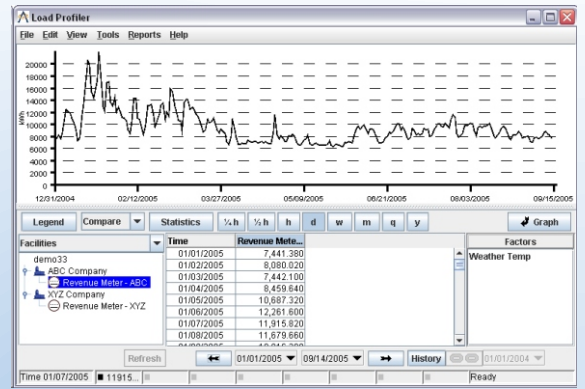 Load Profiler
File Edit View Tools Reports Help
20000
18000
16000
14000
12000
10000
8000
6000
4000
2000
0
kWh
12/31/2004 02/12/2005 03/27/2005 05/09/2005 06/21/2005 08/03/2005 09/15/2005
Legend Compare Statistics ¼ h ½ h h d w m q y Graph
Facilities
demo33
ABC Company
Revenue Meter - ABC
XYZ Company
Revenue Meter - XYZ
Time Revenue Mete...
01/01/2005 7,441.380
01/02/2005 8,080.020
01/03/2005 7,442.100
01/04/2005 8,459.640
01/05/2005 10,687.320
01/06/2005 12,261.600
01/07/2005 11,915.820
01/08/2005 11,679.660
Factors
Weather Temp
Refresh 01/01/2005 09/14/2005 History 01/01/2004
Time 01/07/2005 11915... Ready